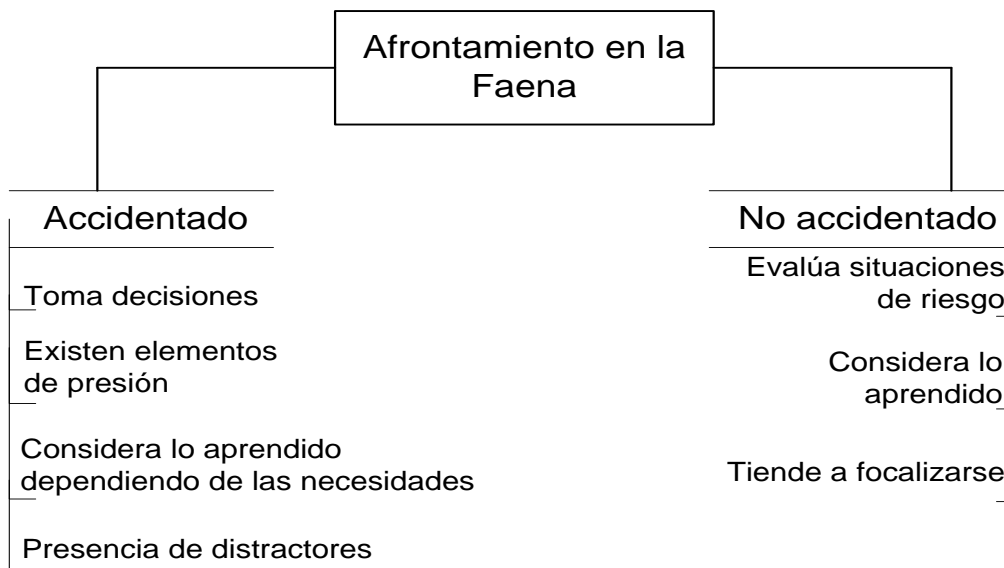 Afrontamiento en la
Faena
Accidentado
Toma decisiones
Existen elementos
de presión
Considera lo aprendido
dependiendo de las necesidades
Presencia de distractores
No accidentado
Evalúa situaciones
de riesgo
Considera lo
aprendido
Tiende a focalizarse